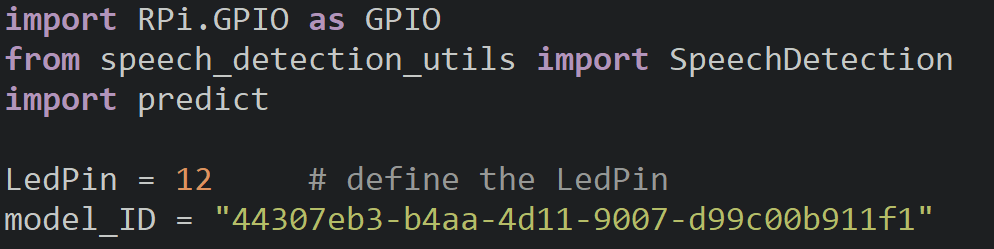 import RPi.GPIO as GPIO
from speech_detection_utils import SpeechDetection
import predict
LedPin = 12     # define the LedPin
model_ID = "44307eb3-b4aa-4d11-9007-d99c00b911f1"